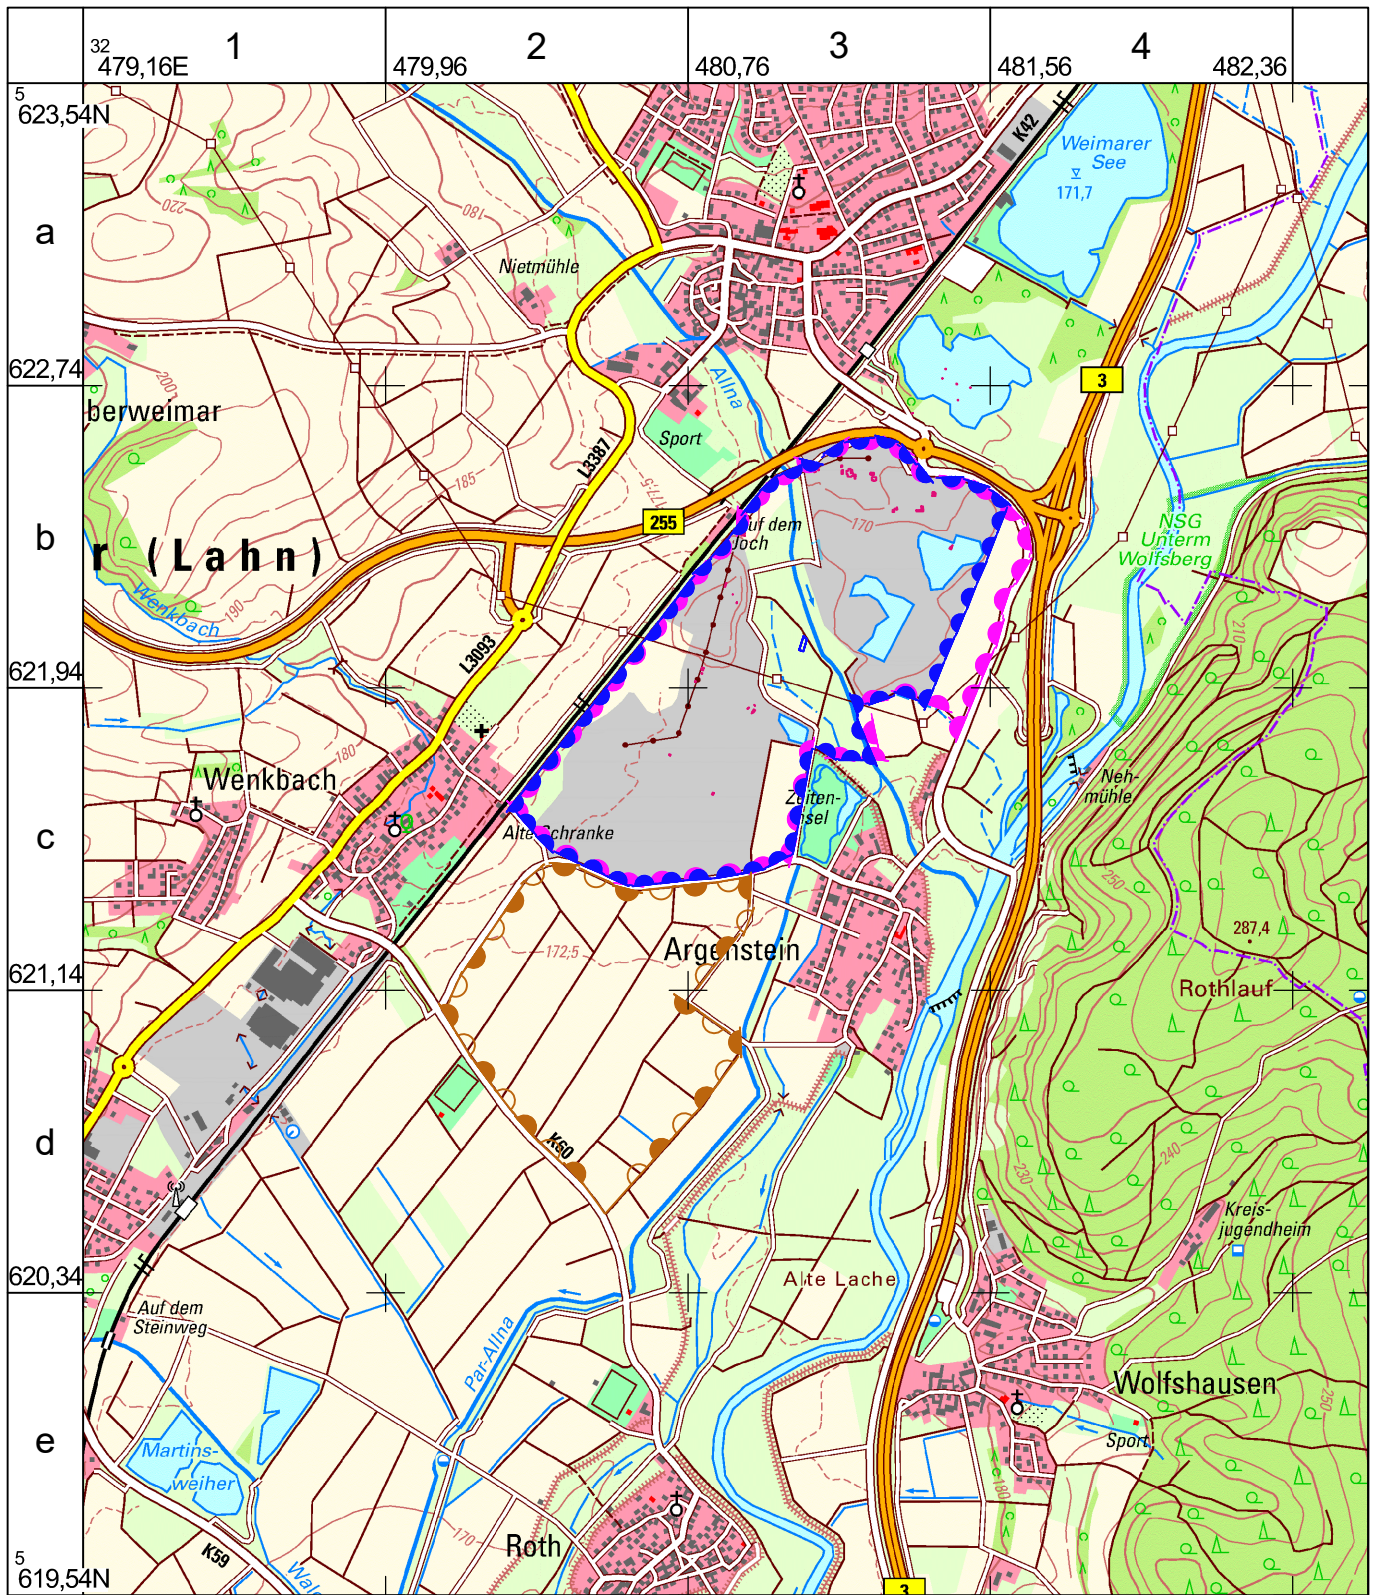 1
2
3
4
32
479,16E
479,96
480,76
481,56
482,36
5
623,54N
K42
Weimarer
See
171,7
220
180
a
Nietmühle
622,74
200
Allna
3
berweimar
Sport
L3387
185
177,5
255
170
b
Auf dem
Joch
NSG
Unterm
Wolfsberg
r (Lahn)
Wenkbach
190
210
L3093
621,94
180
Wenkbach
Neh-
mühle
Zeiten-
insel
Alte Schranke
c
250
287,4
172,5
Argenstein
621,14
Rothlauf
d
K60
240
230
Kreis-
jugendheim
620,34
Alte Lache
Auf dem
Steinweg
Par-Allna
Wolfshausen
250
e
Sport
Martins-
weiher
180
170
Roth
K59
5
619,54N
3